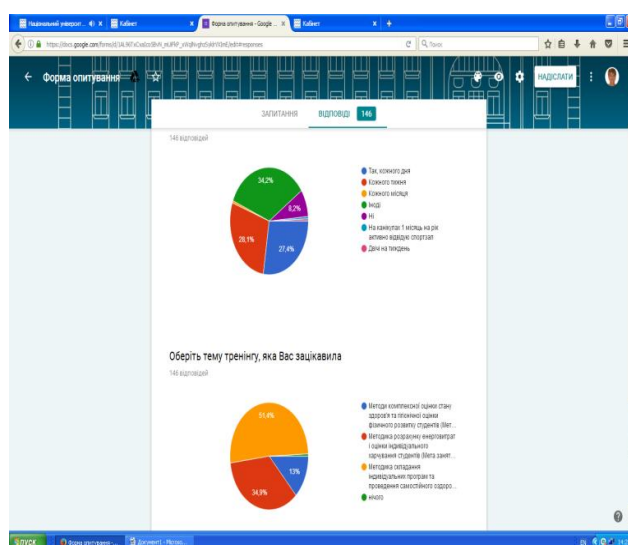 Національний університ...
Кабінет
Форма опитування - Google ...
Кабінет
Поиск
Форма опитування
НАДІСЛАТИ
ЗАПИТАННЯ
ВІДПОВІДІ 146
146 відповідей
34,2%
8,2%
28,1%
27,4%
Так, кожного дня
Кожного тижня
Кожного місяця
Іноді
Ні
На канікулах 1 місяць на рік
активно відвідую спортзал
Двічі на тиждень
Оберіть тему тренінгу, яка Вас зацікавила
146 відповідей
51,4%
13%
34,9%
Методи комплексної оцінки стану
здоров'я та гігієнічної оцінки
фізичного розвитку студентів (Мет...
Методика розрахунку енерговитрат
і оцінки індивідуального
харчування студентів (Мета занят...
Методика складання
індивідуальних програм та
проведення самостійного оздоро...
нічого
пуск
Форма опитування - ...
Документ1 - Микрос...